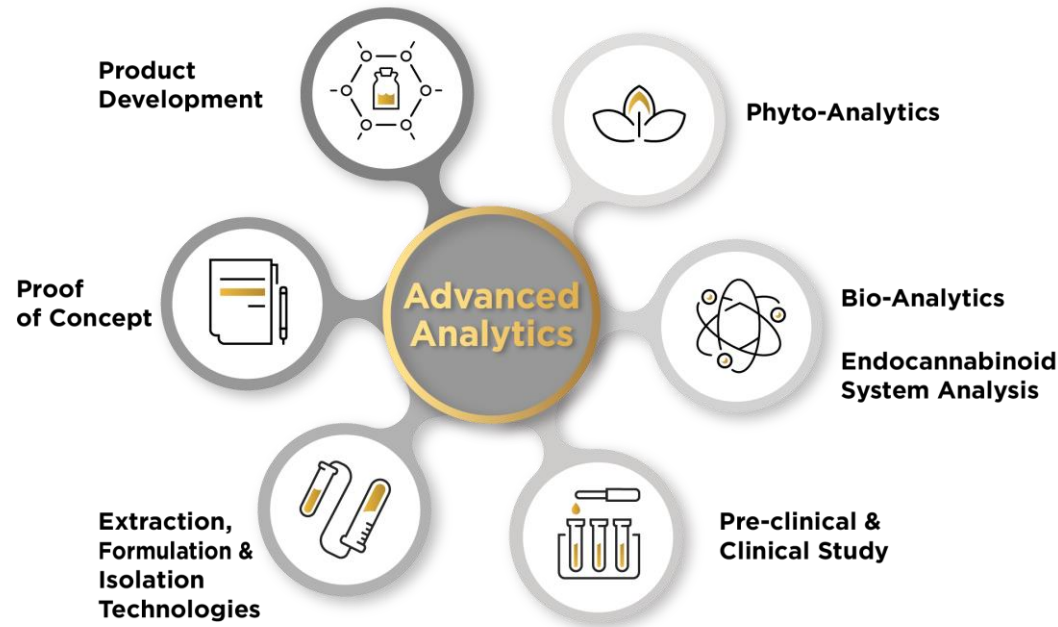 Product
Development
Phyto-Analytics
Proof
of Concept
Advanced
Analytics
Bio-Analytics
Endocannabinoid
System Analysis
Extraction,
Formulation &
Isolation
Technologies
Pre-clinical &
Clinical Study